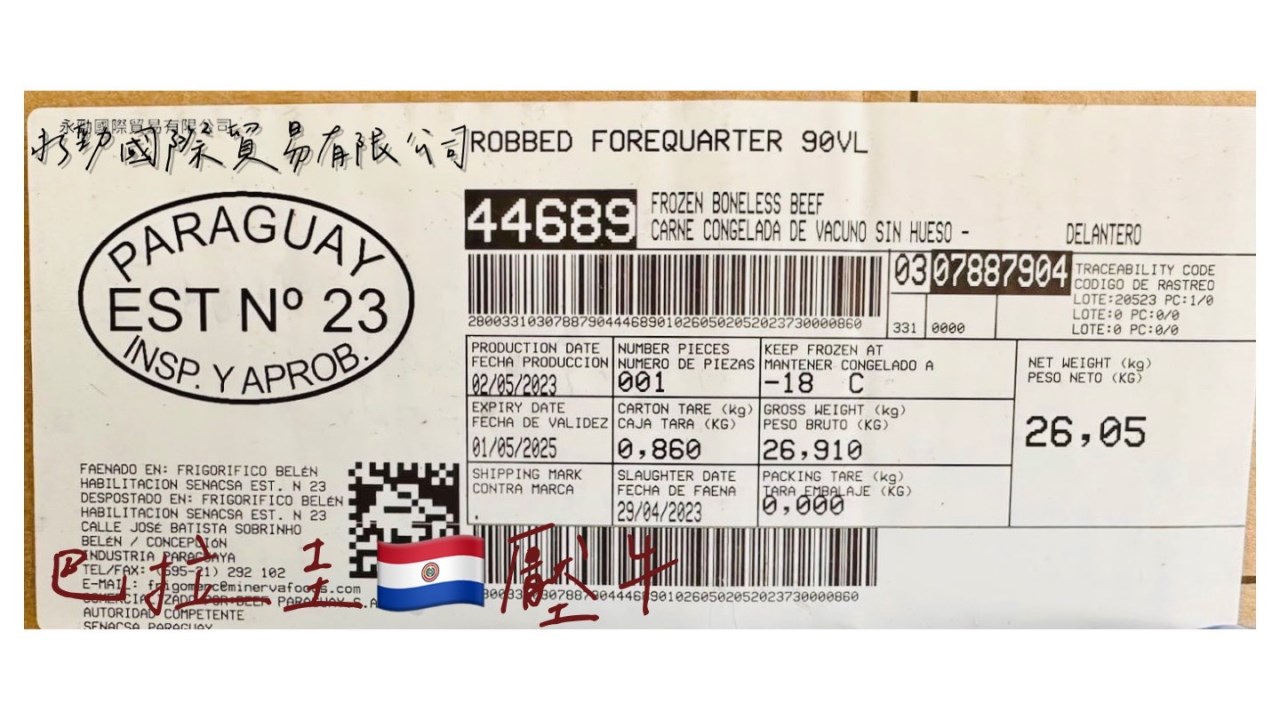 永勁國際貿易有限公司
永勁國際貿易有限公司
ROBBED FOREQUARTER 90VL
PARAGUAY
EST Nº 23
INSP. Y APROB.
44689
FROZEN BONELESS BEEF
CARNE CONGELADA DE VACUNO SIN HUESO - DELANTERO
03 07887904
TRACEABILITY CODE
CODIGO DE RASTREO
LOTE:20523 PC:1/0
LOTE:0 PC:0/0
LOTE:0 PC:0/0
331 0000
PRODUCTION DATE
FECHA PRODUCCION
02/05/2023
NUMBER PIECES
NUMERO DE PIEZAS
001
KEEP FROZEN AT
MANTENER CONGELADO A
-18 C
NET WEIGHT (kg)
PESO NETO (KG)
26,05
EXPIRY DATE
FECHA DE VALIDEZ
01/05/2025
CARTON TARE (kg)
CAJA TARA (KG)
0,860
GROSS WEIGHT (kg)
PESO BRUTO (KG)
26,910
SHIPPING MARK
CONTRA MARCA
.
SLAUGHTER DATE
FECHA DE FAENA
29/04/2023
PACKING TARE (kg)
TARA EMBALAJE (KG)
0,000
FAENADO EN: FRIGORIFICO BELÉN
HABILITACION SENACSA EST. N 23
DESPOSTADO EN: FRIGORIFICO BELÉN
HABILITACION SENACSA EST. N 23
CALLE JOSÉ BATISTA SOBRINHO
BELÉN / CONCEPCIÓN
INDUSTRIA PARAGUAYA
TEL/FAX: (595-21) 292 102
E-MAIL: frigomerc@minervafoods.com
AUTORIDAD COMPETENTE
SENACSA PARAGUAY
巴拉圭 壓牛